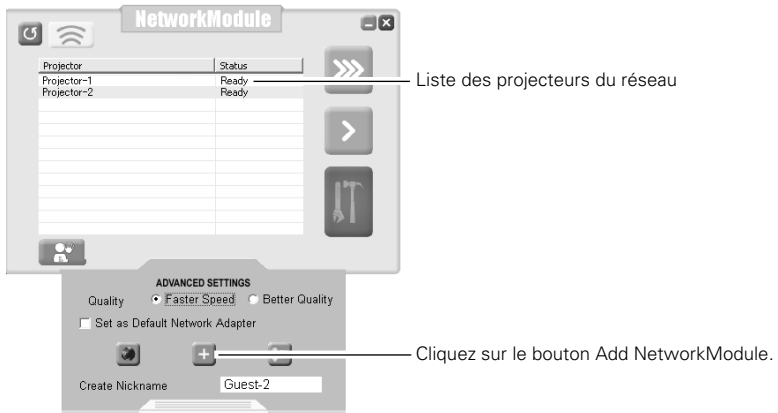 NetworkModule
Projector Status
Projector-1 Ready
Projector-2 Ready
Liste des projecteurs du réseau
ADVANCED SETTINGS
Quality Faster Speed Better Quality
Set as Default Network Adapter
Cliquez sur le bouton Add NetworkModule.
Create Nickname Guest-2